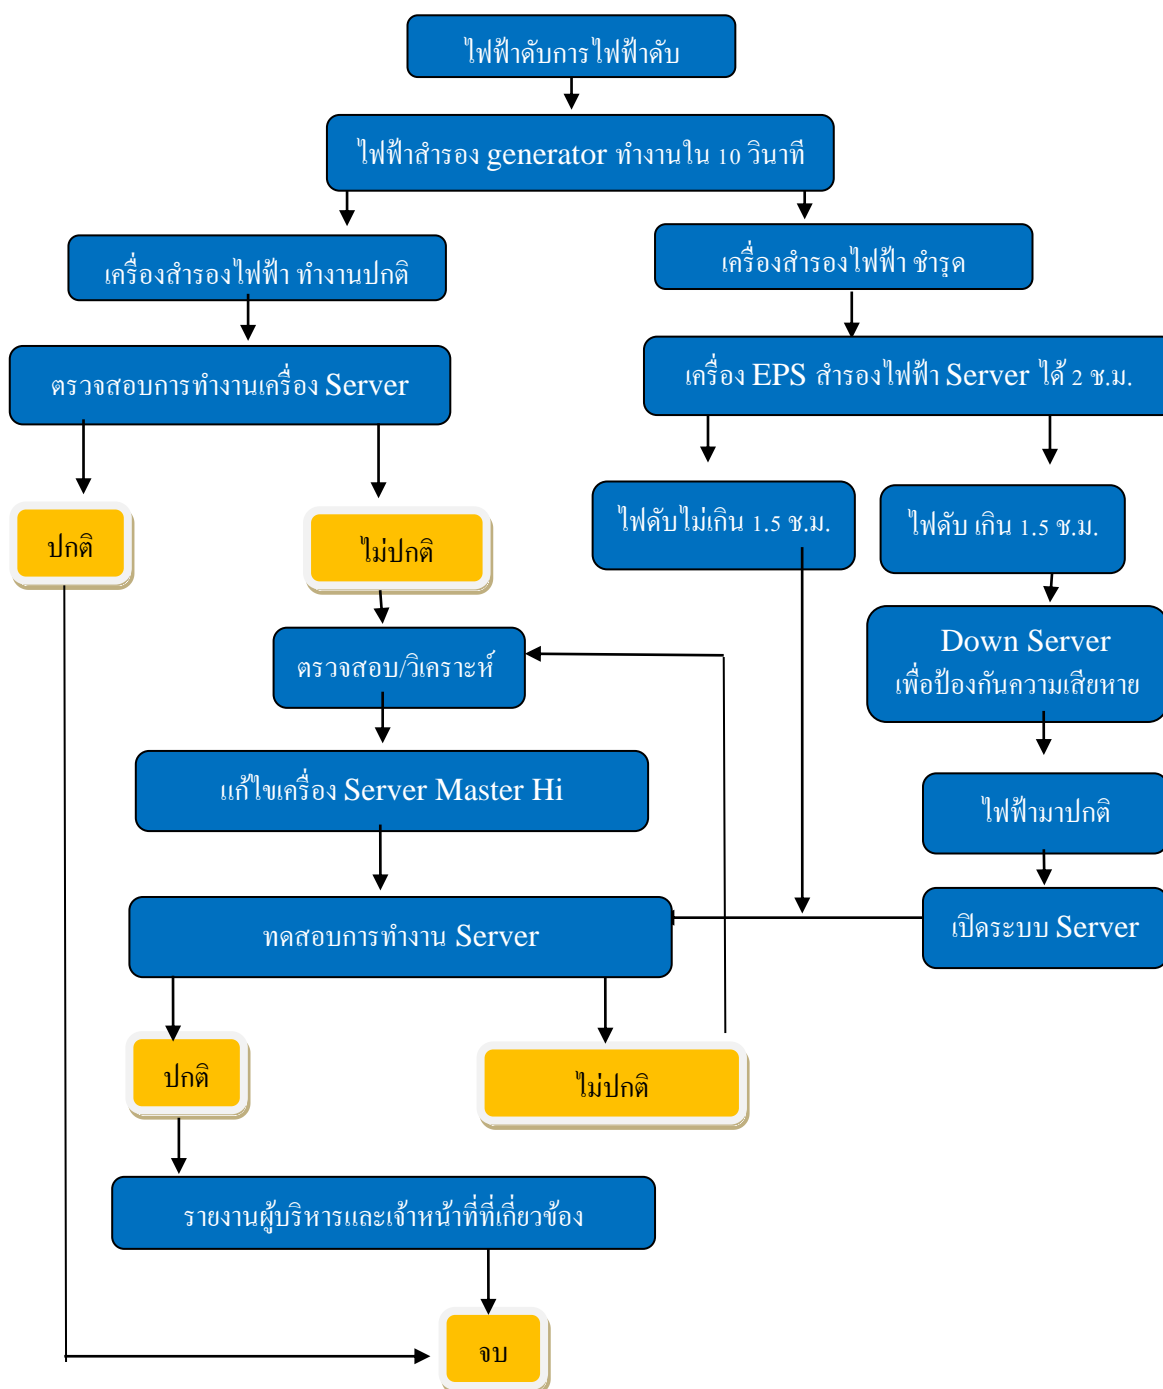 ไฟฟ้าดับการไฟฟ้าดับ
ไฟฟ้าสำรอง generator ทำงานใน 10 วินาที
เครื่องสำรองไฟฟ้า ทำงานปกติ
เครื่องสำรองไฟฟ้า ชำรุด
ตรวจสอบการทำงานเครื่อง Server
เครื่อง EPS สำรองไฟฟ้า Server ได้ 2 ช.ม.
ปกติ
ไม่ปกติ
ไฟดับไม่เกิน 1.5 ช.ม.
ไฟดับ เกิน 1.5 ช.ม.
ตรวจสอบ/วิเคราะห์
Down Server
เพื่อป้องกันความเสียหาย
แก้ไขเครื่อง Server Master Hi
ไฟฟ้ามาปกติ
ทดสอบการทำงาน Server
เปิดระบบ Server
ปกติ
ไม่ปกติ
รายงานผู้บริหารและเจ้าหน้าที่ที่เกี่ยวข้อง
จบ